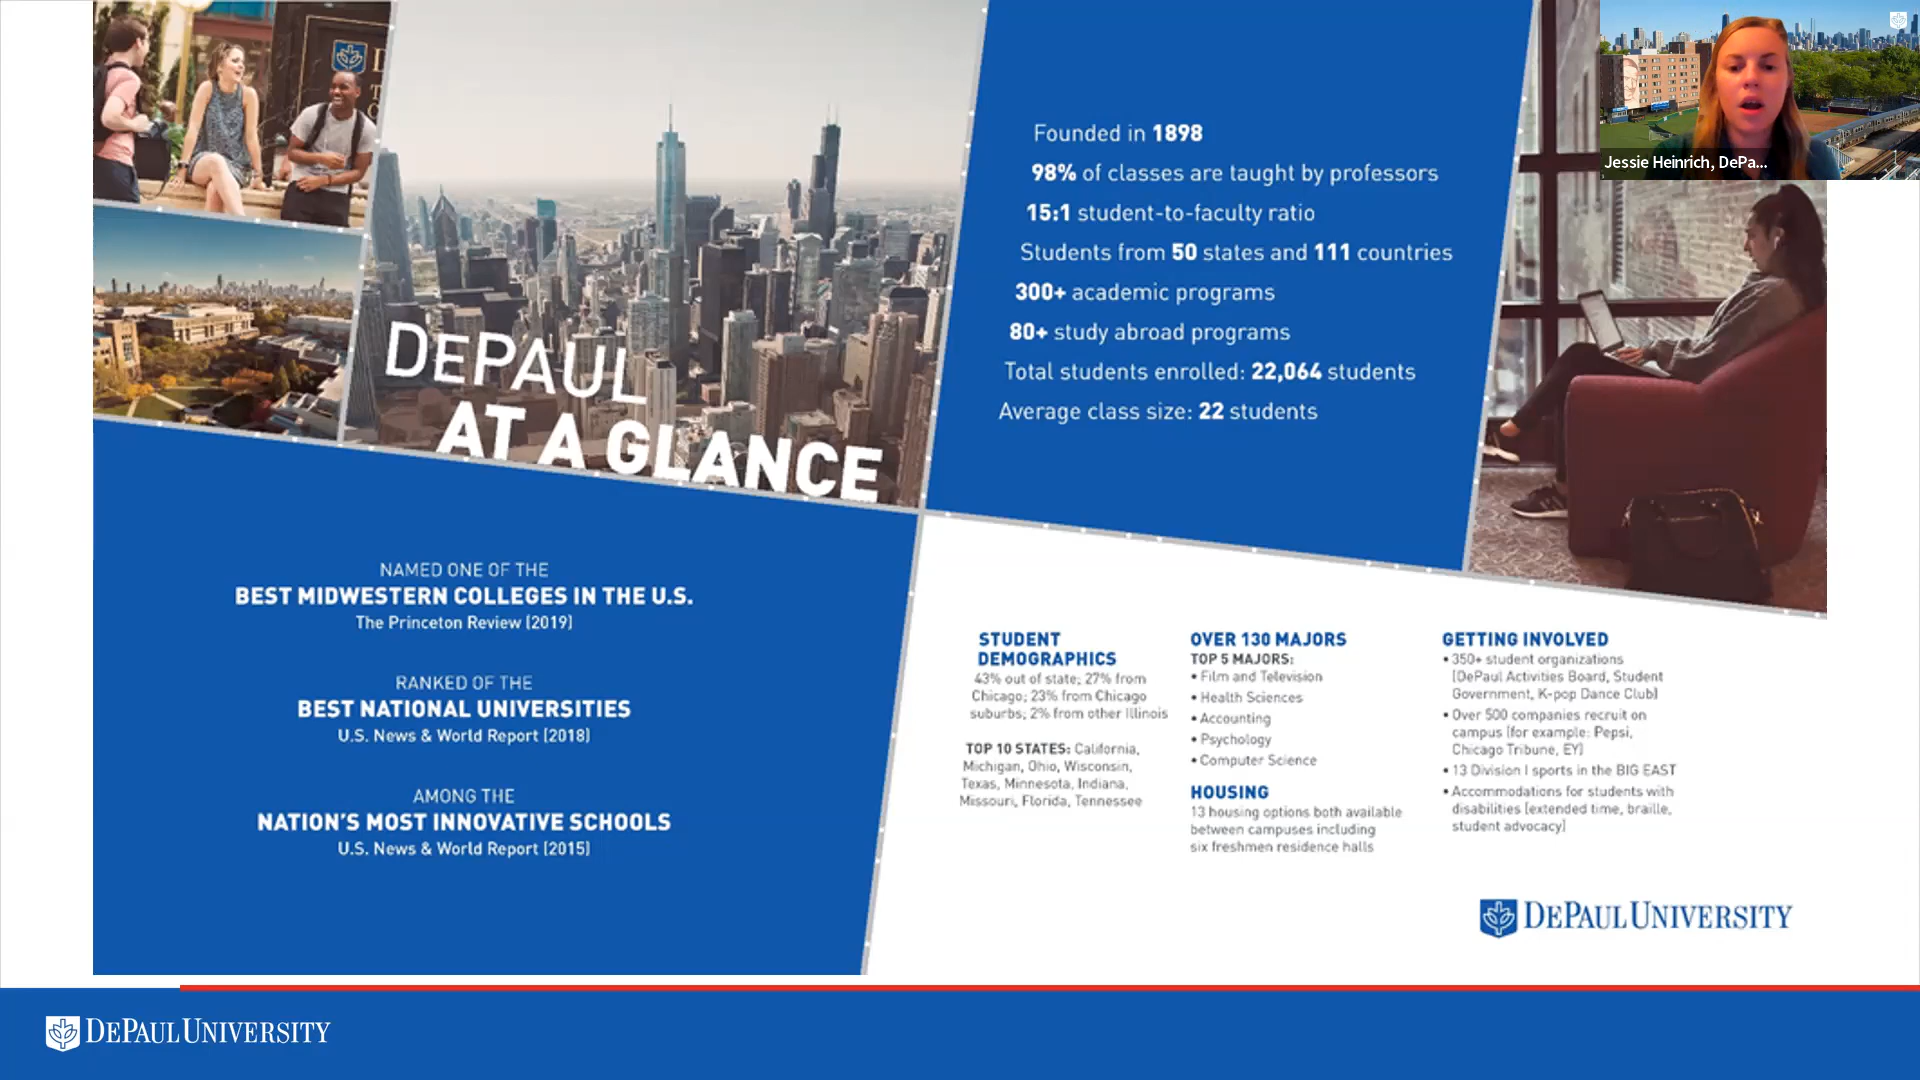 DEPAUL
AT A GLANCE
Founded in 1898
98% of classes are taught by professors
15:1 student-to-faculty ratio
Students from 50 states and 111 countries
300+ academic programs
80+ study abroad programs
Total students enrolled: 22,064 students
Average class size: 22 students
Jessie Heinrich, DePa...
NAMED ONE OF THE
BEST MIDWESTERN COLLEGES IN THE U.S.
The Princeton Review (2019)
RANKED OF THE
BEST NATIONAL UNIVERSITIES
U.S. News & World Report (2018)
AMONG THE
NATION'S MOST INNOVATIVE SCHOOLS
U.S. News & World Report (2015)
STUDENT
DEMOGRAPHICS
43% out of state; 27% from
Chicago; 23% from Chicago
suburbs; 2% from other Illinois
TOP 10 STATES: California,
Michigan, Ohio, Wisconsin,
Texas, Minnesota, Indiana,
Missouri, Florida, Tennessee
OVER 130 MAJORS
TOP 5 MAJORS:
• Film and Television
• Health Sciences
• Accounting
• Psychology
• Computer Science
HOUSING
13 housing options both available
between campuses including
six freshmen residence halls
GETTING INVOLVED
• 350+ student organizations
(DePaul Activities Board, Student
Government, K-pop Dance Club)
• Over 500 companies recruit on
campus (for example: Pepsi,
Chicago Tribune, EY)
• 13 Division I sports in the BIG EAST
• Accommodations for students with
disabilities (extended time, braille,
student advocacy)
DEPAUL UNIVERSITY
DEPAUL UNIVERSITY